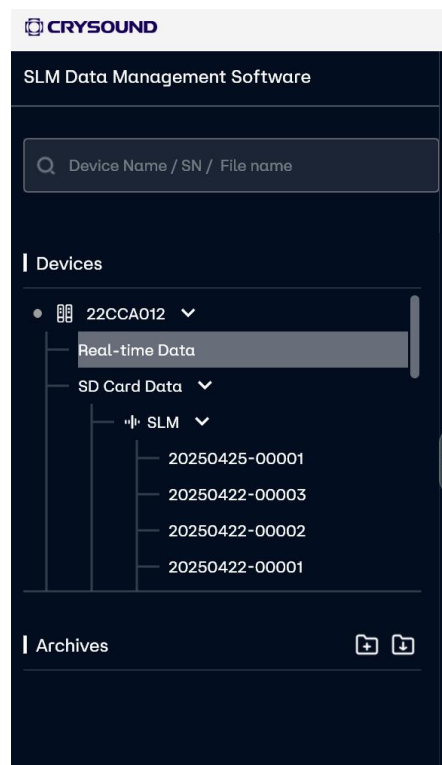 CRYSOUND
SLM Data Management Software
Device Name / SN / File name
Devices
22CCA012
Real-time Data
SD Card Data
SLM
20250425-00001
20250422-00003
20250422-00002
20250422-00001
Archives